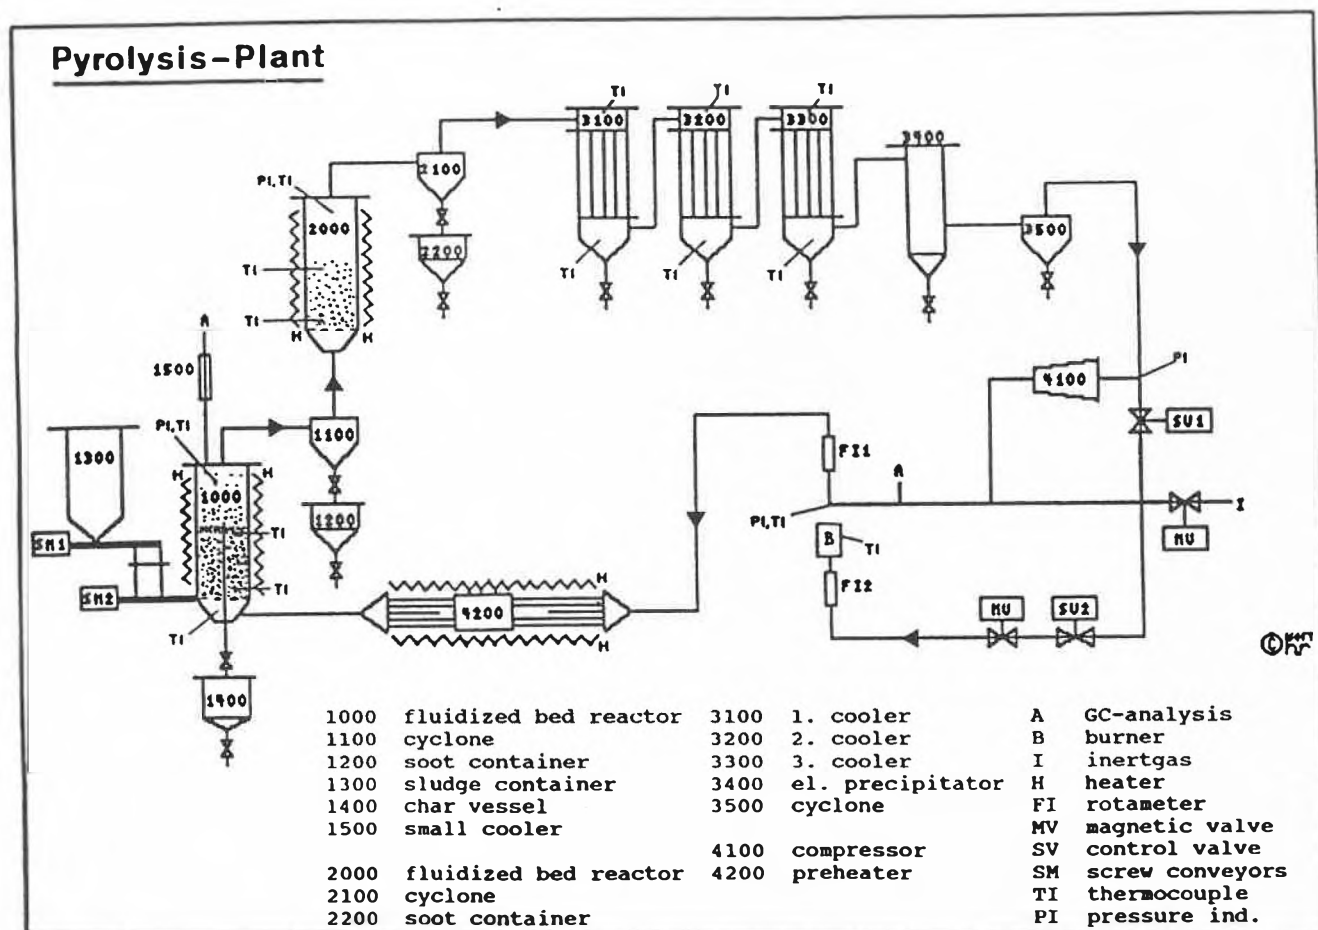 Pyrolysis-Plant
TI
TI
TI
3100
3200
3300
3400
2100
PI,TI
2000
2200
3500
TI
TI
TI
TI
TI
H
H
A
1500
PI
4100
SV1
PI,TI
1100
FI1
1300
H
H
1000
A
I
1200
PI,TI
MV
SM1
TI
B
TI
SM2
TI
H
FI2
4200
MV
SV2
TI
H
1400
1000 fluidized bed reactor
1100 cyclone
1200 soot container
1300 sludge container
1400 char vessel
1500 small cooler
2000 fluidized bed reactor
2100 cyclone
2200 soot container
3100 1. cooler
3200 2. cooler
3300 3. cooler
3400 el. precipitator
3500 cyclone
4100 compressor
4200 preheater
A GC-analysis
B burner
I inertgas
H heater
FI rotameter
MV magnetic valve
SV control valve
SM screw conveyors
TI thermocouple
PI pressure ind.